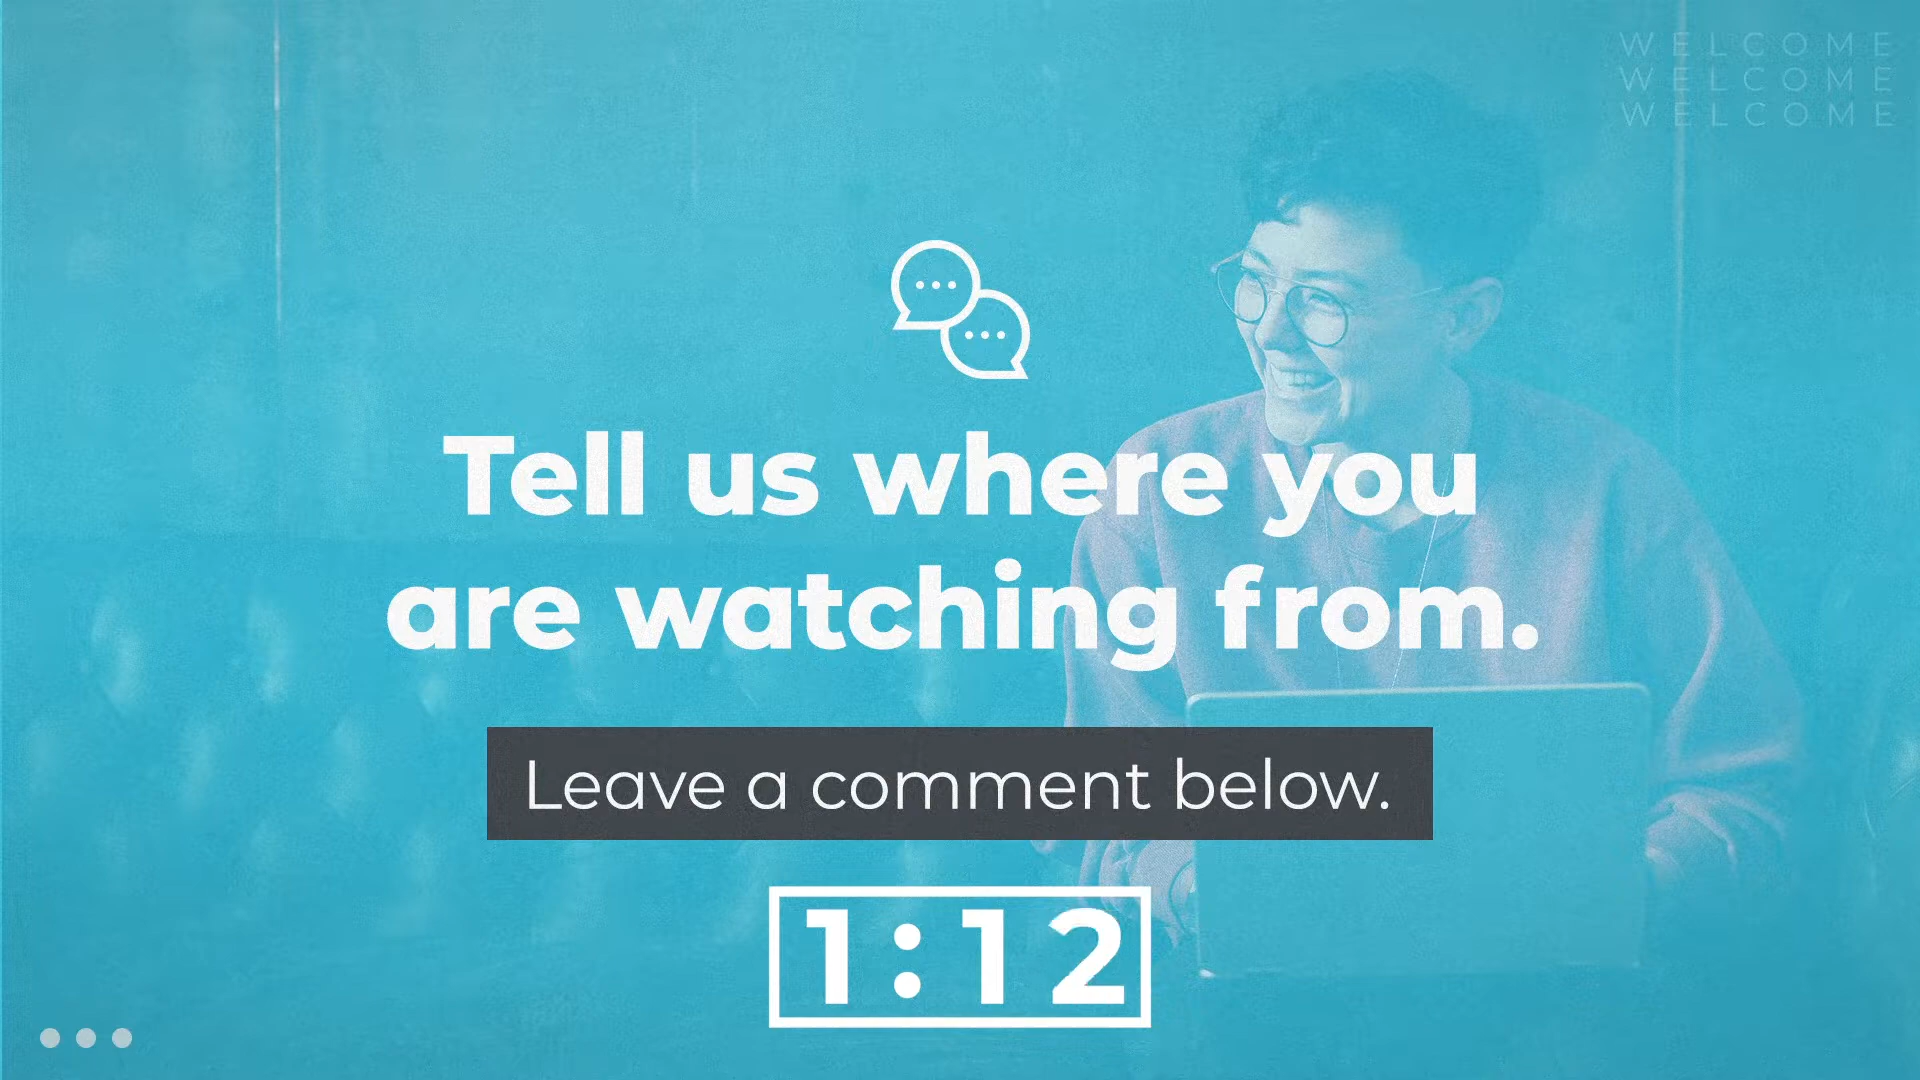 WELCOME
WELCOME
WELCOME
Tell us where you
are watching from.
Leave a comment below.
1:12